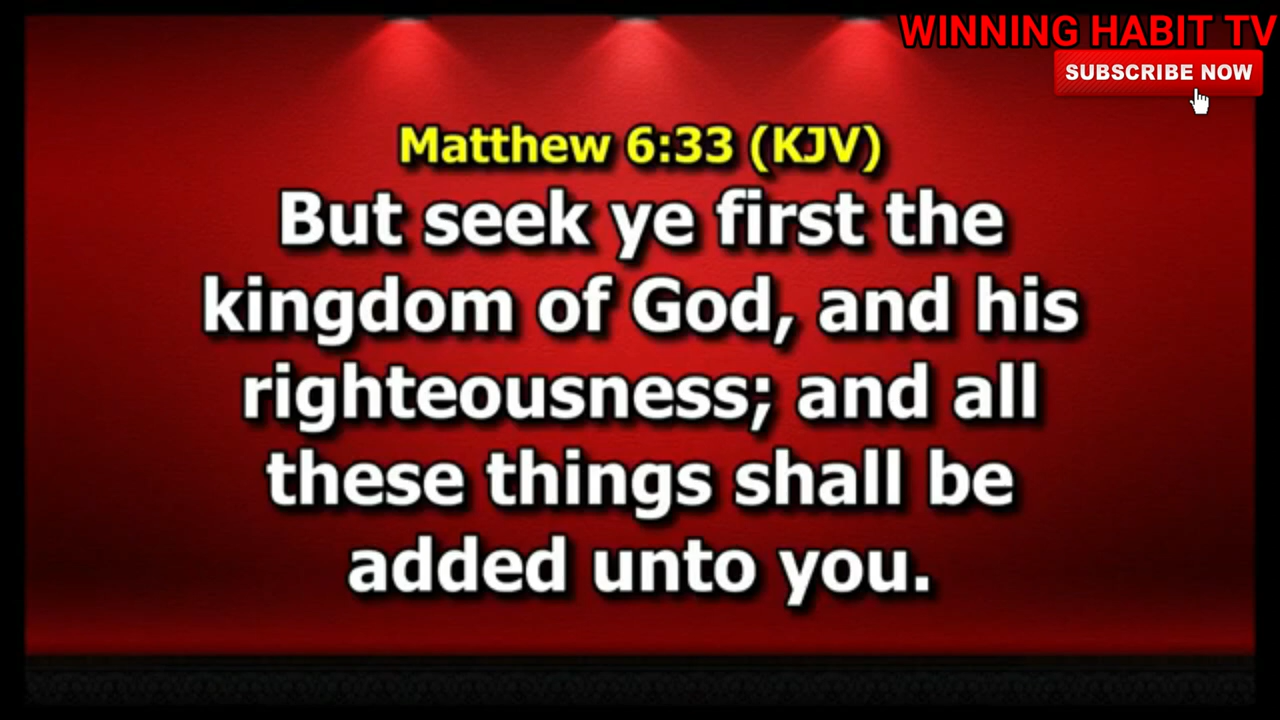 WINNING HABIT TV
SUBSCRIBE NOW
Matthew 6:33 (KJV)
But seek ye first the
kingdom of God, and his
righteousness; and all
these things shall be
added unto you.